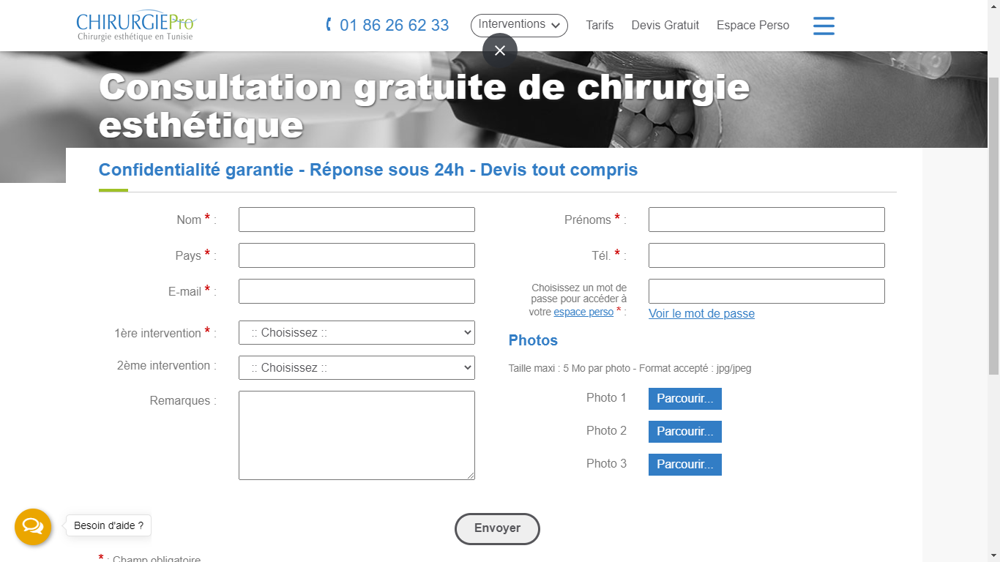 CHIRURGIEPro
Chirurgie esthétique en Tunisie
01 86 26 62 33
Interventions
Tarifs
Devis Gratuit
Espace Perso
Consultation gratuite de chirurgie
esthétique
Confidentialité garantie - Réponse sous 24h - Devis tout compris
Nom * :
Prénoms * :
Pays * :
Tél. * :
E-mail * :
Choisissez un mot de
passe pour accéder à
votre espace perso * :
Voir le mot de passe
1ère intervention * :
:: Choisissez ::
2ème intervention :
:: Choisissez ::
Remarques :
Photos
Taille maxi : 5 Mo par photo - Format accepté : jpg/jpeg
Photo 1
Parcourir...
Photo 2
Parcourir...
Photo 3
Parcourir...
Envoyer
Besoin d'aide ?
* : Champ obligatoire